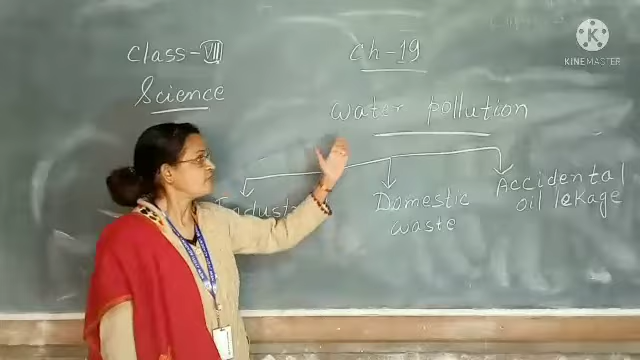 Class-VII
Science
Ch-19
Water pollution
Domestic
waste
Accidental
oil lekage
KINEMASTER